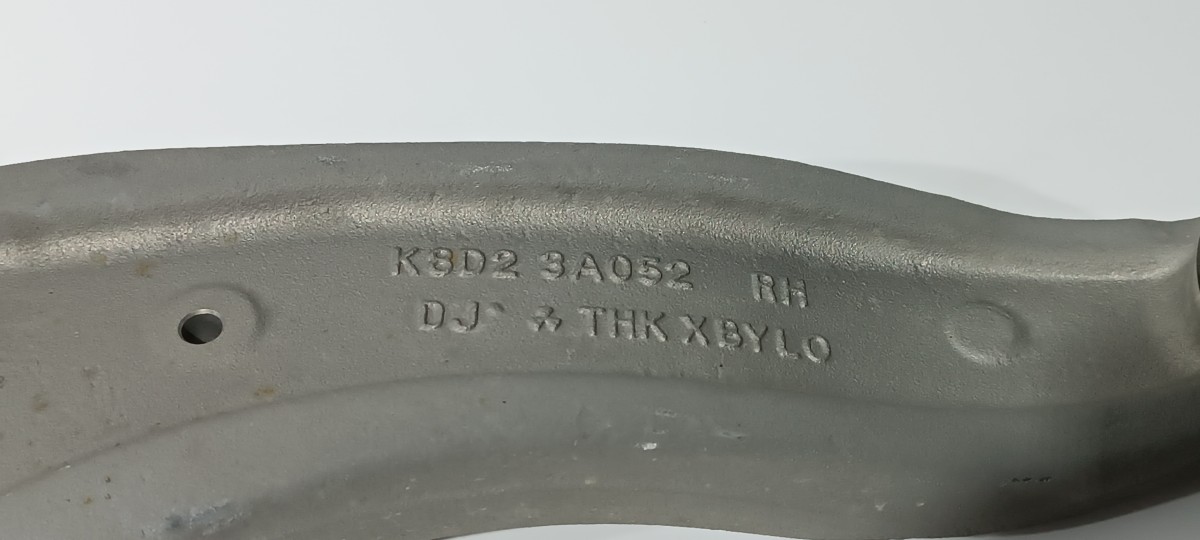 K8D2 3A052 RH
DJ THK XBYLO